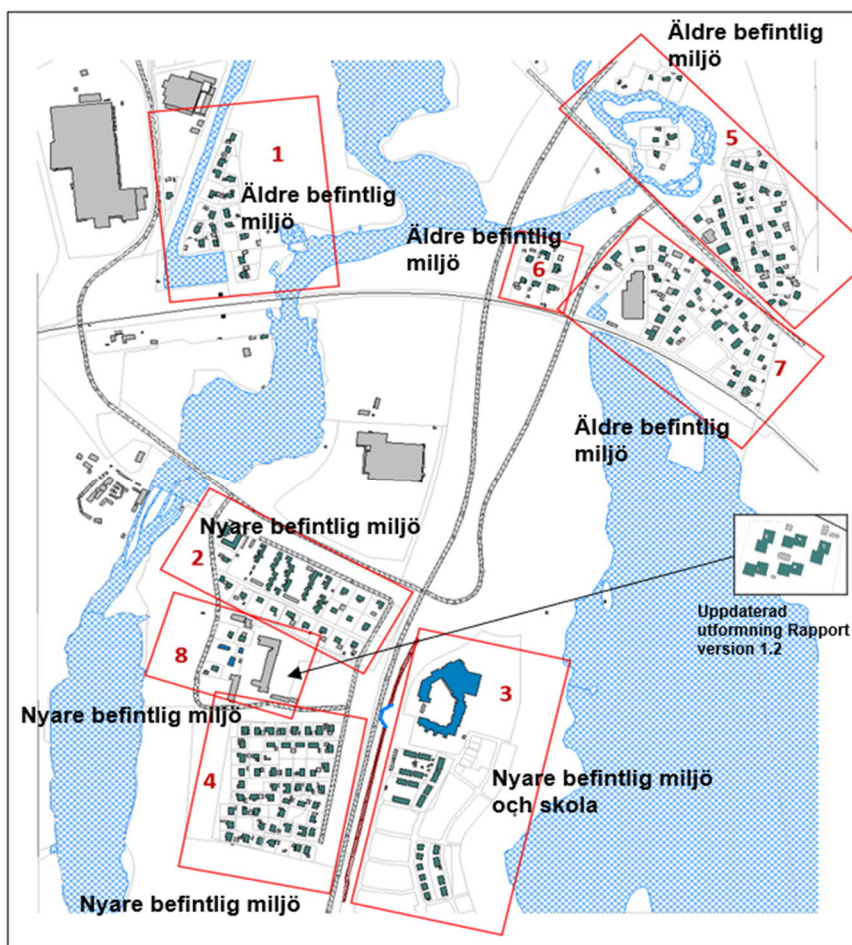 Äldre befintlig
miljö
5
1
Äldre befintlig
miljö
Äldre befintlig
miljö
6
7
Äldre befintlig
miljö
Nyare befintlig miljö
2
Uppdaterad
utformning Rapport
version 1.2
8
3
Nyare befintlig miljö
4
Nyare befintlig miljö
och skola
Nyare befintlig miljö